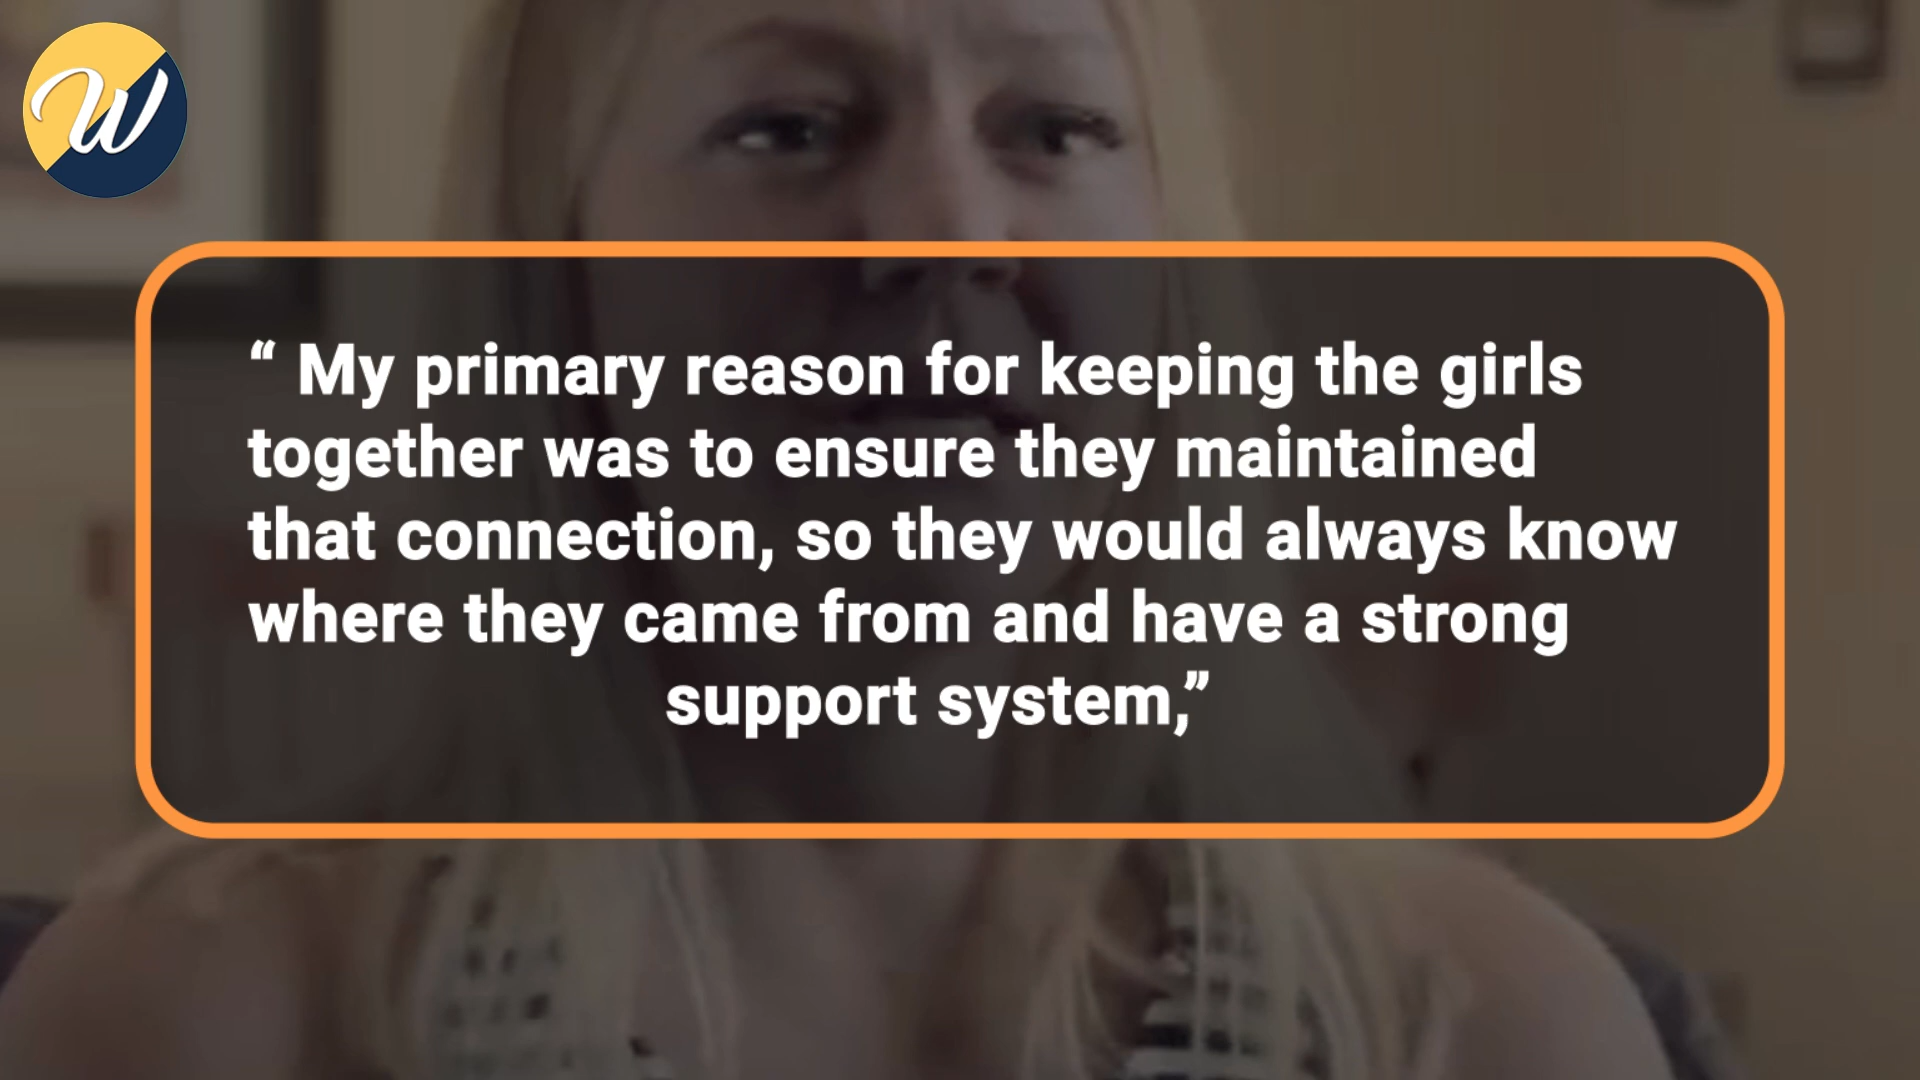 W
“ My primary reason for keeping the girls
together was to ensure they maintained
that connection, so they would always know
where they came from and have a strong
support system,”